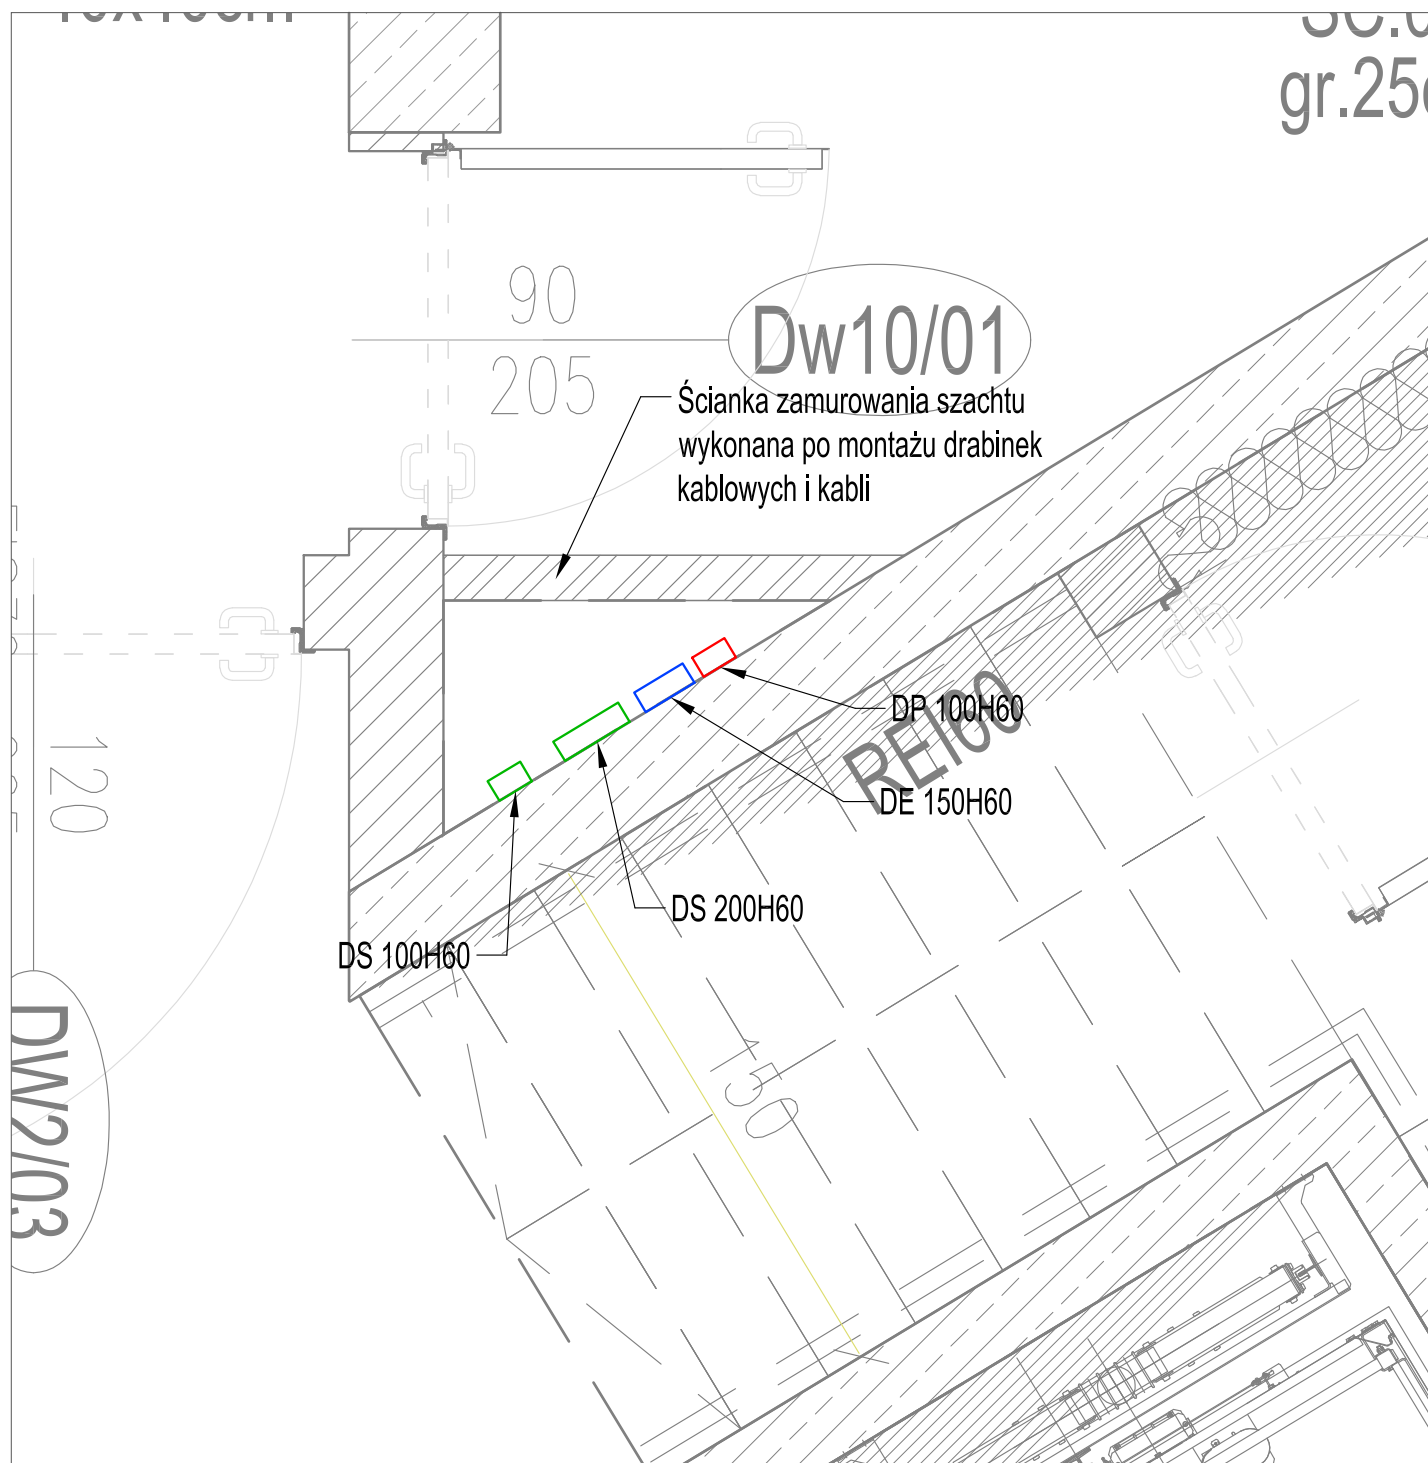 gr.25
90
205
Dw10/01
Ścianka zamurowania szachtu
wykonana po montażu drabinek
kablowych i kabli
120
DP 100H60
REI60
DE 150H60
DS 200H60
DS 100H60
150
DW2/03